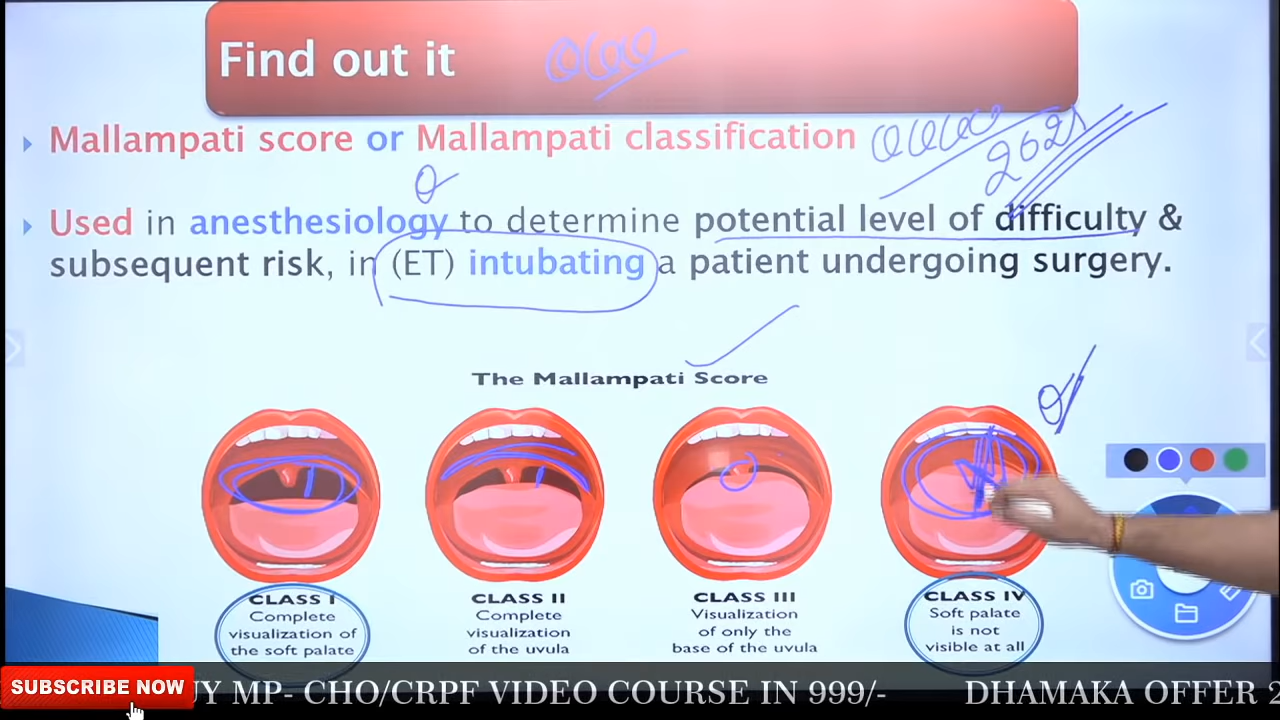 Find out it
Mallampati score or Mallampati classification
2021
Used in anesthesiology to determine potential level of difficulty &
subsequent risk, in (ET) intubating a patient undergoing surgery.
The Mallampati Score
CLASS I
Complete
visualization of
the soft palate
CLASS II
Complete
visualization
of the uvula
CLASS III
Visualization
of only the
base of the uvula
CLASS IV
Soft palate
is not
visible at all
SUBSCRIBE NOW
UY MP- CHO/CRPF VIDEO COURSE IN 999/- DHAMAKA OFFER 2